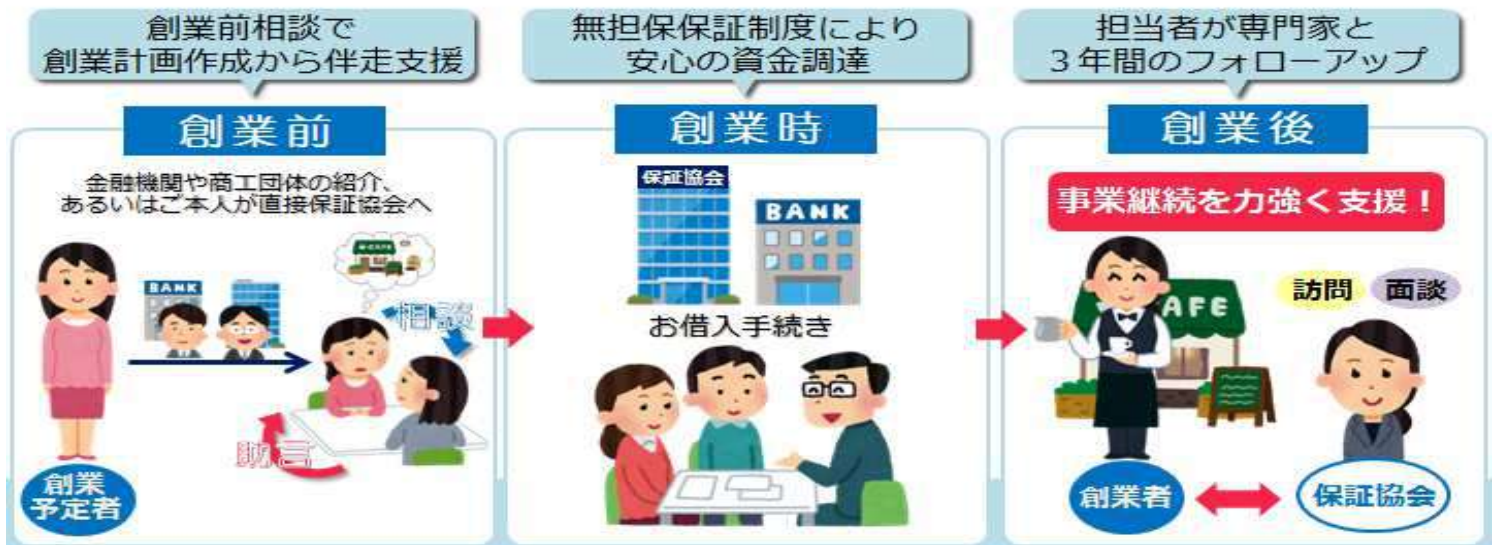 創業前相談で
創業計画作成から伴走支援
無担保保証制度により
安心の資金調達
担当者が専門家と
３年間のフォローアップ
創業前
金融機関や商工団体の紹介、
あるいはご本人が直接保証協会へ
BANK
相談
助言
創業
予定者
創業時
保証協会
BANK
お借入手続き
創業後
事業継続を力強く支援！
CAFE
訪問
面談
創業者
保証協会